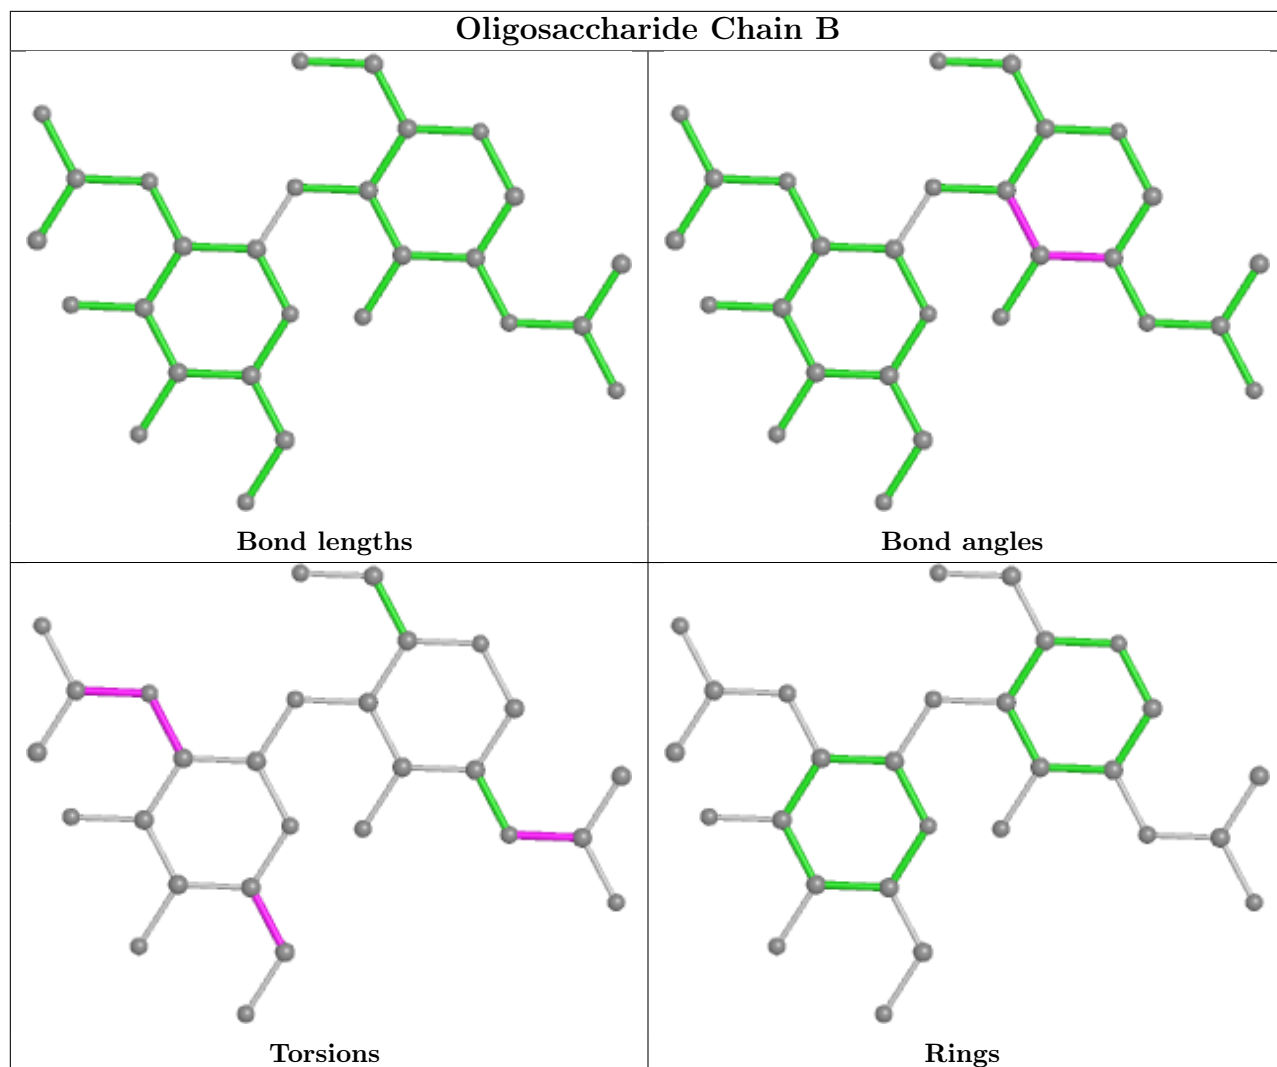 Oligosaccharide Chain B
Bond lengths
Bond angles
Torsions
Rings